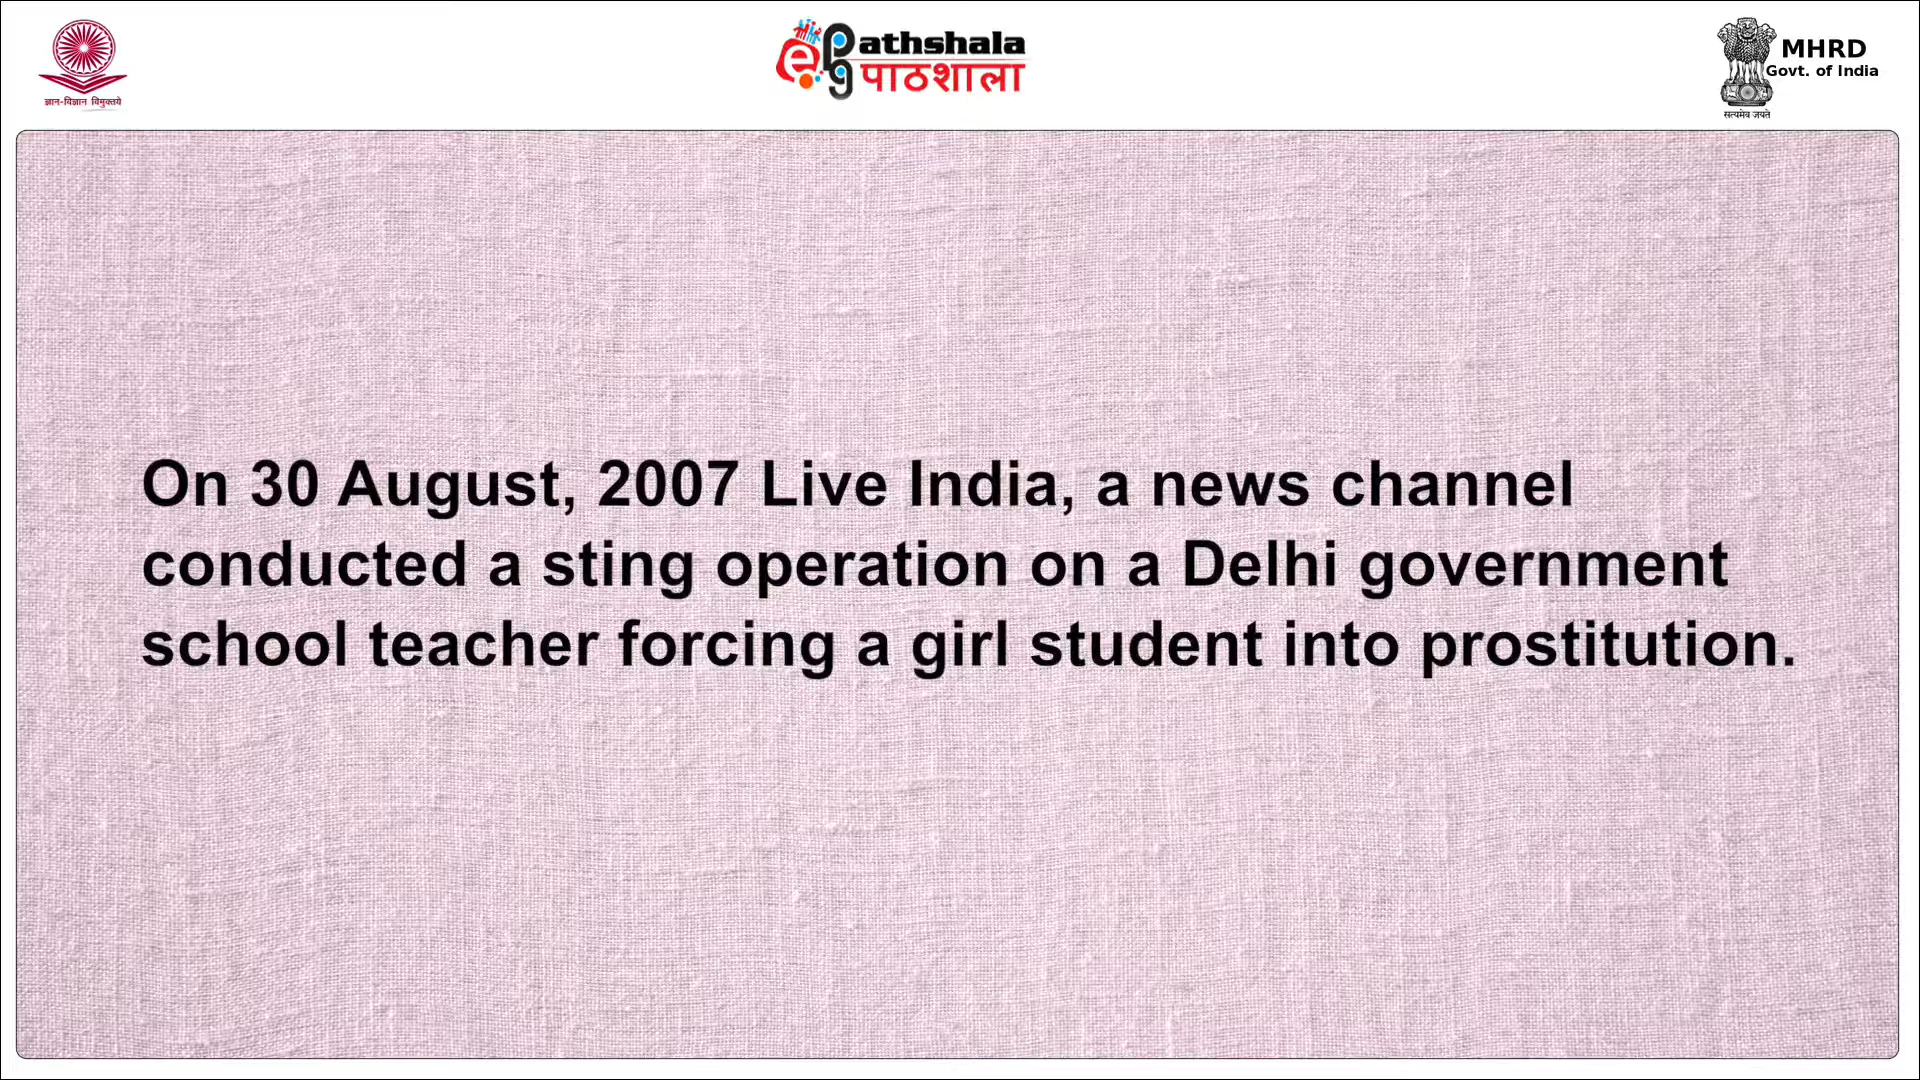 ज्ञान-विज्ञान विमुक्तये
ePG athshala
पाठशाला
MHRD
Govt. of India
सत्यमेव जयते
On 30 August, 2007 Live India, a news channel
conducted a sting operation on a Delhi government
school teacher forcing a girl student into prostitution.